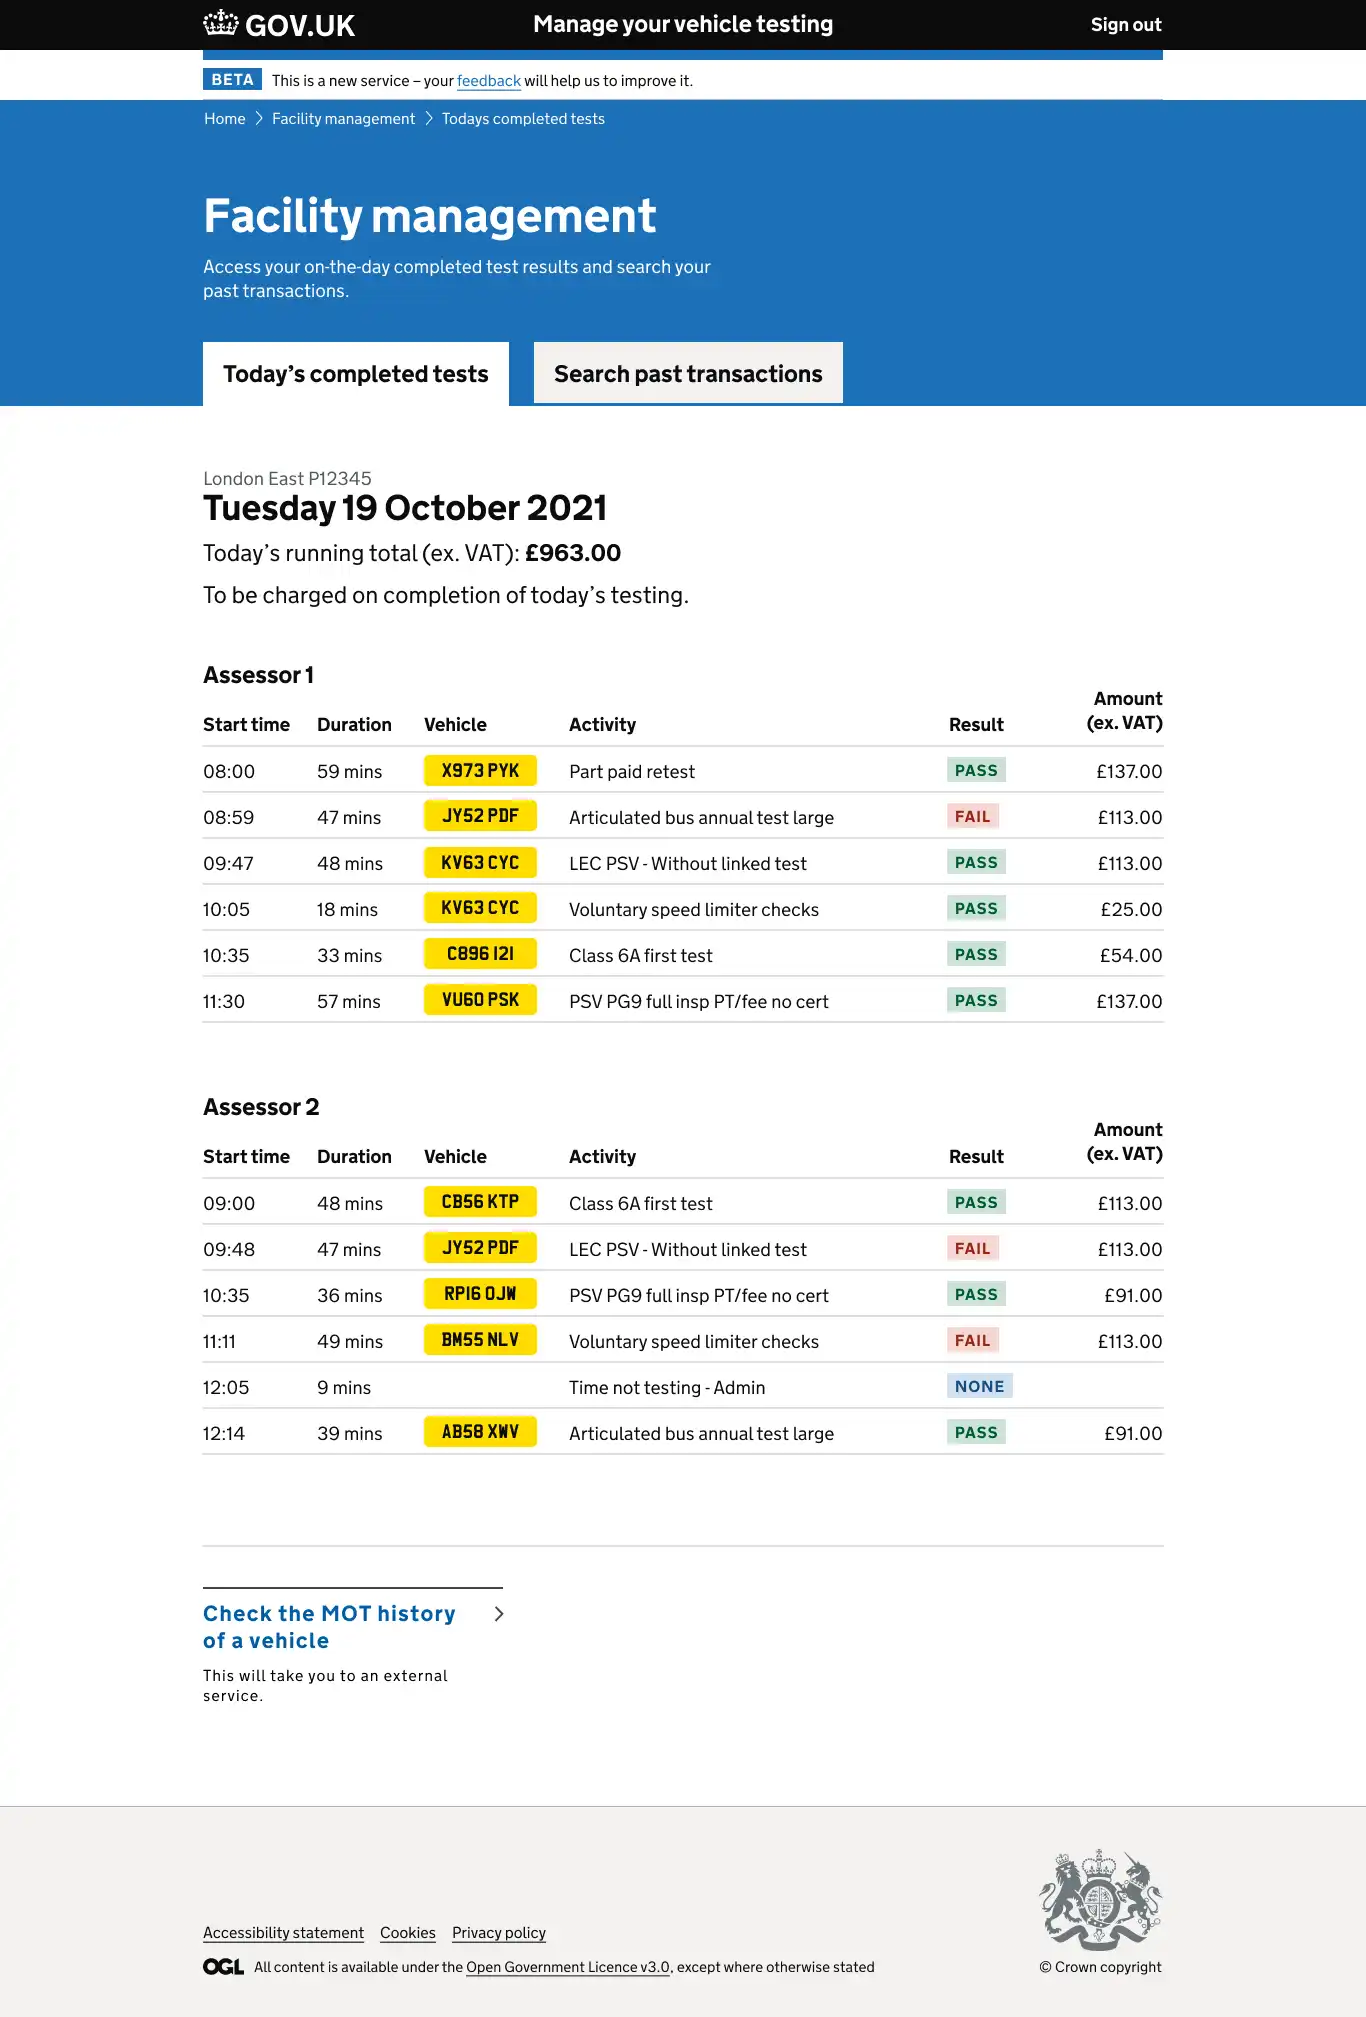 GOV.UK Manage your vehicle testing Sign out
BETA This is a new service – your feedback will help us to improve it.
Home Facility management Todays completed tests
Facility management
Access your on-the-day completed test results and search your
past transactions.
Today’s completed tests Search past transactions
London East P12345
Tuesday 19 October 2021
Today’s running total (ex. VAT): £963.00
To be charged on completion of today’s testing.
Assessor 1
Start time Duration Vehicle Activity Result Amount (ex. VAT)
08:00 59 mins X973 PYK Part paid retest PASS £137.00
08:59 47 mins JY52 PDF Articulated bus annual test large FAIL £113.00
09:47 48 mins KV63 CYC LEC PSV - Without linked test PASS £113.00
10:05 18 mins KV63 CYC Voluntary speed limiter checks PASS £25.00
10:35 33 mins C896 121 Class 6A first test PASS £54.00
11:30 57 mins VU60 PSK PSV PG9 full insp PT/fee no cert PASS £137.00
Assessor 2
Start time Duration Vehicle Activity Result Amount (ex. VAT)
09:00 48 mins CB56 KTP Class 6A first test PASS £113.00
09:48 47 mins JY52 PDF LEC PSV - Without linked test FAIL £113.00
10:35 36 mins RP16 OJW PSV PG9 full insp PT/fee no cert PASS £91.00
11:11 49 mins BM55 NLV Voluntary speed limiter checks FAIL £113.00
12:05 9 mins Time not testing - Admin NONE
12:14 39 mins AB58 XWV Articulated bus annual test large PASS £91.00
Check the MOT history
of a vehicle
This will take you to an external
service.
Accessibility statement Cookies Privacy policy
OGL All content is available under the Open Government Licence v3.0, except where otherwise stated
© Crown copyright